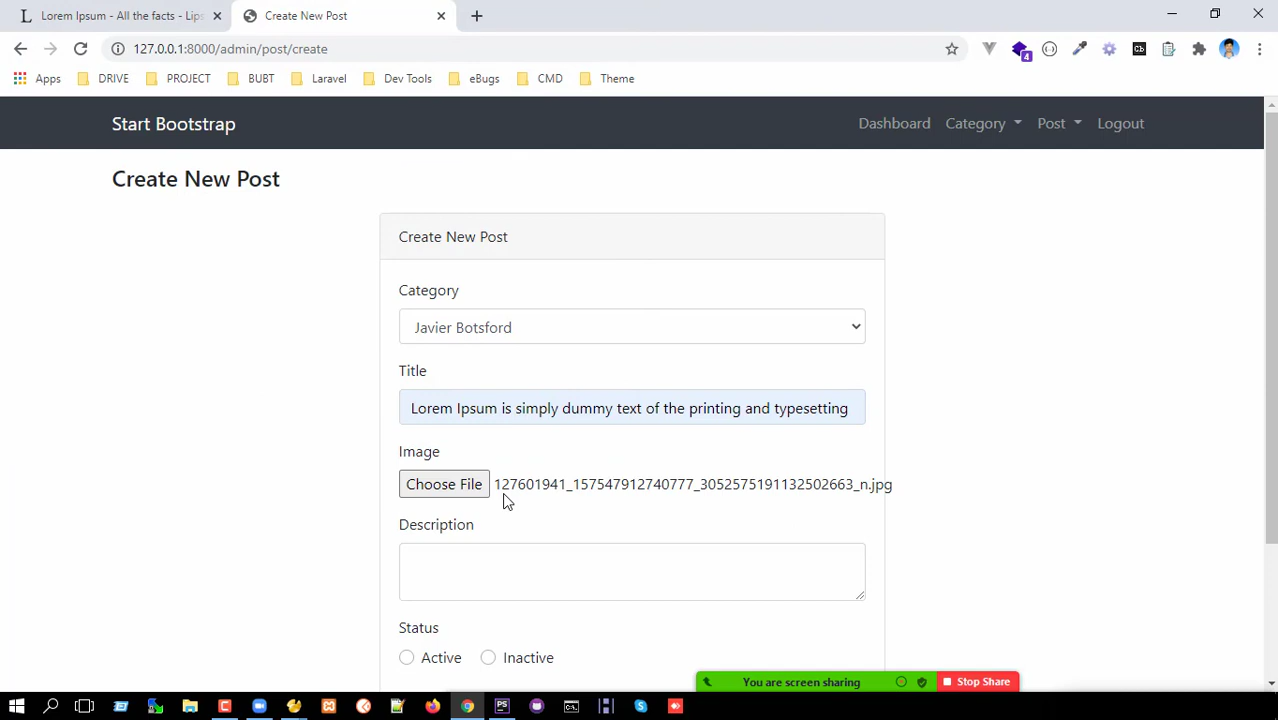 Lorem Ipsum - All the facts - Lips
Create New Post
127.0.0.1:8000/admin/post/create
4
Cb
Apps
DRIVE
PROJECT
BUBT
Laravel
Dev Tools
eBugs
CMD
Theme
Start Bootstrap
Dashboard
Category
Post
Logout
Create New Post
Create New Post
Category
Javier Botsford
Title
Lorem Ipsum is simply dummy text of the printing and typesetting
Image
Choose File 127601941_157547912740777_3052575191132502663_n.jpg
Description
Status
Active
Inactive
You are screen sharing
Stop Share